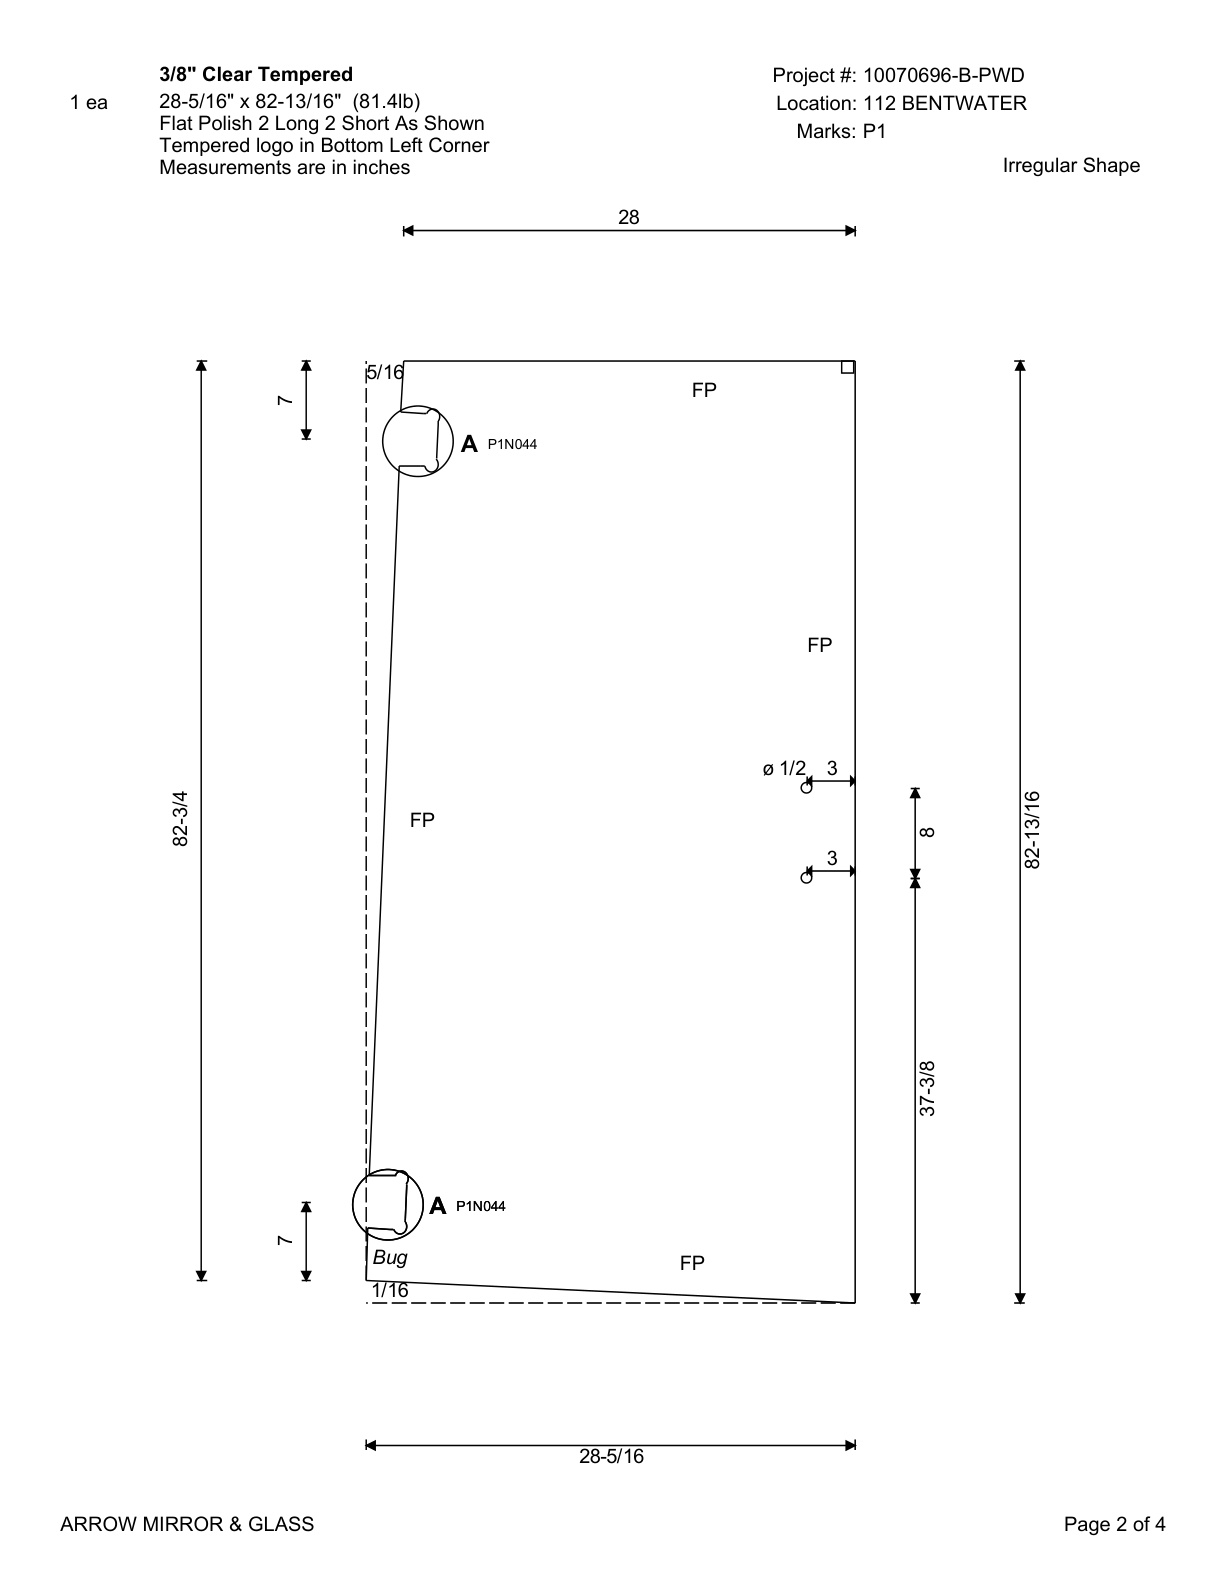 3/8" Clear Tempered
1 ea
28-5/16" x 82-13/16" (81.4lb)
Flat Polish 2 Long 2 Short As Shown
Tempered logo in Bottom Left Corner
Measurements are in inches
Project #: 10070696-B-PWD
Location: 112 BENTWATER
Marks: P1
Irregular Shape
28
5/16
7
FP
A P1N044
FP
ø 1/2
3
82-3/4
FP
8
82-13/16
3
37-3/8
A P1N044
7
Bug
FP
1/16
28-5/16
ARROW MIRROR & GLASS
Page 2 of 4